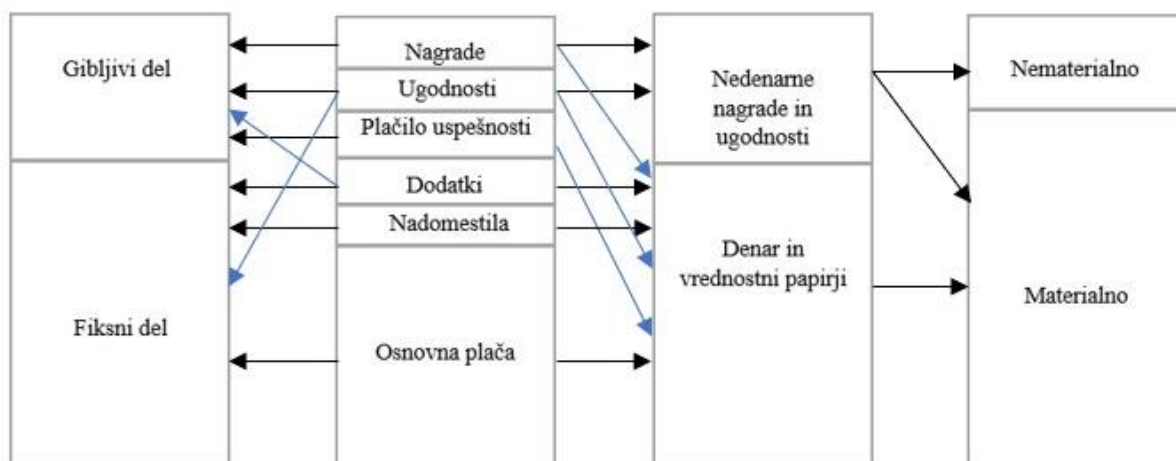 Gibljivi del
Fiksni del
Nagrade
Ugodnosti
Plačilo uspešnosti
Dodatki
Nadomestila
Osnovna plača
Nedenarne
nagrade in
ugodnosti
Denar in
vrednostni papirji
Nematerialno
Materialno